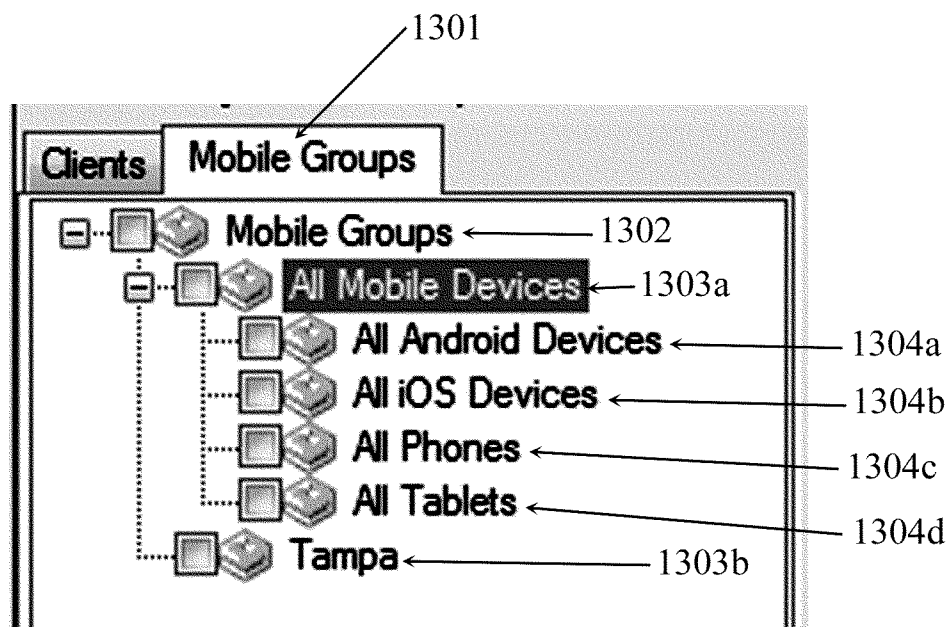 1301
Clients Mobile Groups
Mobile Groups 1302
All Mobile Devices 1303a
All Android Devices 1304a
All iOS Devices 1304b
All Phones 1304c
All Tablets 1304d
Tampa 1303b